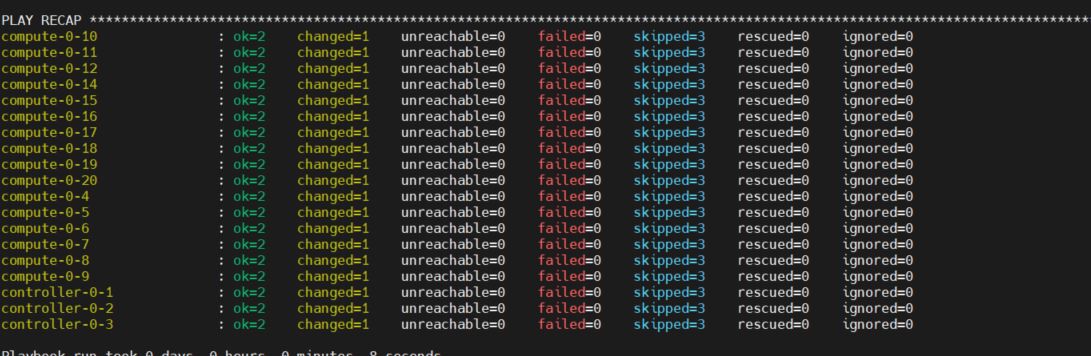 PLAY RECAP ****************************************************************************************************************************
compute-0-10 : ok=2 changed=1 unreachable=0 failed=0 skipped=3 rescued=0 ignored=0
compute-0-11 : ok=2 changed=1 unreachable=0 failed=0 skipped=3 rescued=0 ignored=0
compute-0-12 : ok=2 changed=1 unreachable=0 failed=0 skipped=3 rescued=0 ignored=0
compute-0-14 : ok=2 changed=1 unreachable=0 failed=0 skipped=3 rescued=0 ignored=0
compute-0-15 : ok=2 changed=1 unreachable=0 failed=0 skipped=3 rescued=0 ignored=0
compute-0-16 : ok=2 changed=1 unreachable=0 failed=0 skipped=3 rescued=0 ignored=0
compute-0-17 : ok=2 changed=1 unreachable=0 failed=0 skipped=3 rescued=0 ignored=0
compute-0-18 : ok=2 changed=1 unreachable=0 failed=0 skipped=3 rescued=0 ignored=0
compute-0-19 : ok=2 changed=1 unreachable=0 failed=0 skipped=3 rescued=0 ignored=0
compute-0-20 : ok=2 changed=1 unreachable=0 failed=0 skipped=3 rescued=0 ignored=0
compute-0-4 : ok=2 changed=1 unreachable=0 failed=0 skipped=3 rescued=0 ignored=0
compute-0-5 : ok=2 changed=1 unreachable=0 failed=0 skipped=3 rescued=0 ignored=0
compute-0-6 : ok=2 changed=1 unreachable=0 failed=0 skipped=3 rescued=0 ignored=0
compute-0-7 : ok=2 changed=1 unreachable=0 failed=0 skipped=3 rescued=0 ignored=0
compute-0-8 : ok=2 changed=1 unreachable=0 failed=0 skipped=3 rescued=0 ignored=0
compute-0-9 : ok=2 changed=1 unreachable=0 failed=0 skipped=3 rescued=0 ignored=0
controller-0-1 : ok=2 changed=1 unreachable=0 failed=0 skipped=3 rescued=0 ignored=0
controller-0-2 : ok=2 changed=1 unreachable=0 failed=0 skipped=3 rescued=0 ignored=0
controller-0-3 : ok=2 changed=1 unreachable=0 failed=0 skipped=3 rescued=0 ignored=0
Playbook run took 0 days, 0 hours, 0 minutes, 8 seconds